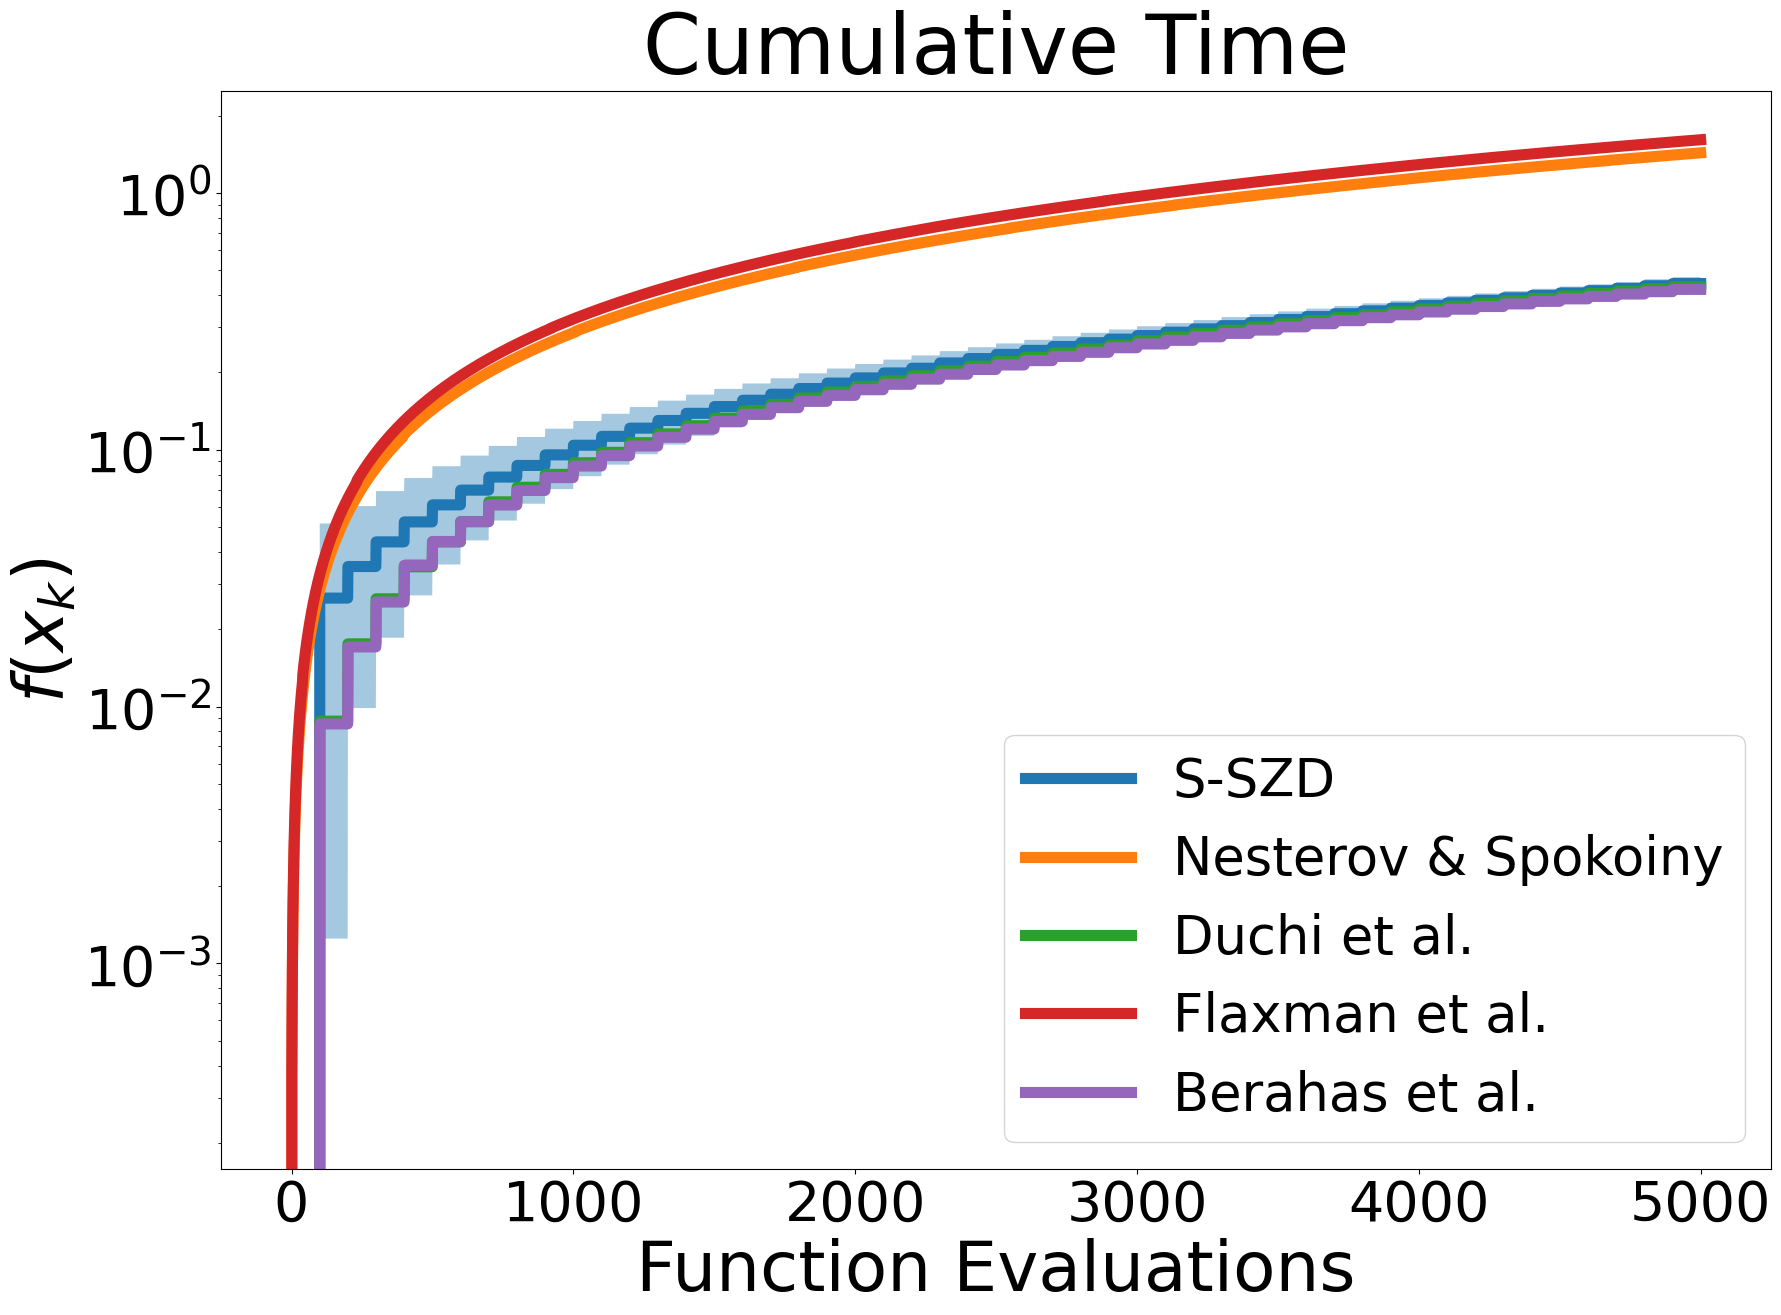 Cumulative Time
10^0
10^-1
10^-2
10^-3
f(x_k)
S-SZD
Nesterov & Spokoiny
Duchi et al.
Flaxman et al.
Berahas et al.
0 1000 2000 3000 4000 5000
Function Evaluations